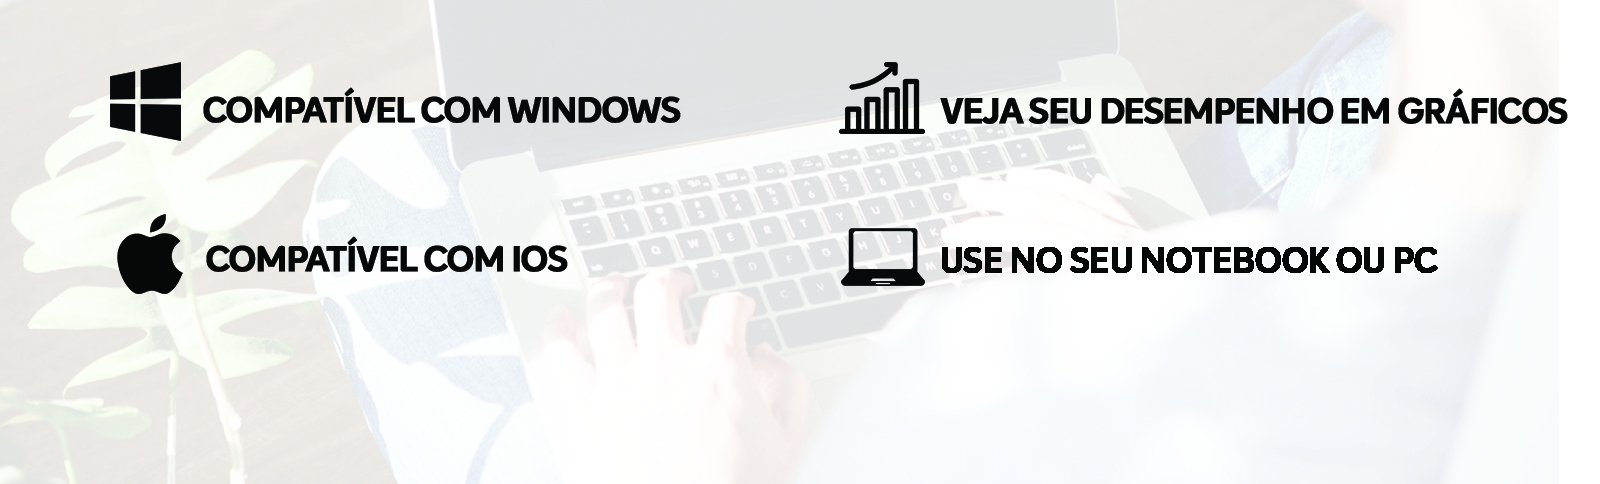 COMPATÍVEL COM WINDOWS
VEJA SEU DESEMPENHO EM GRÁFICOS
COMPATÍVEL COM IOS
USE NO SEU NOTEBOOK OU PC